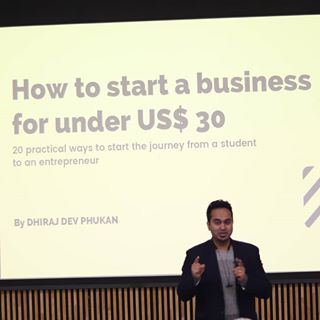 How to start a business
for under US$ 30
20 practical ways to start the journey from a student
to an entrepreneur
By DHIRAJ DEV PHUKAN